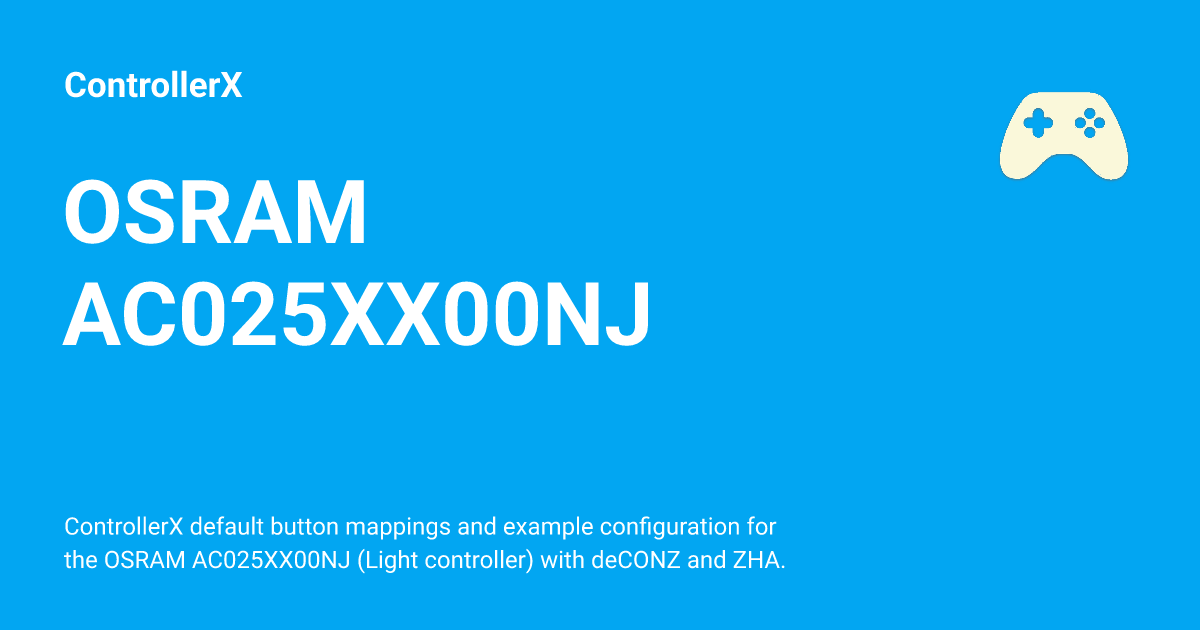 ControllerX
OSRAM
AC025XX00NJ
ControllerX default button mappings and example configuration for
the OSRAM AC025XX00NJ (Light controller) with deCONZ and ZHA.